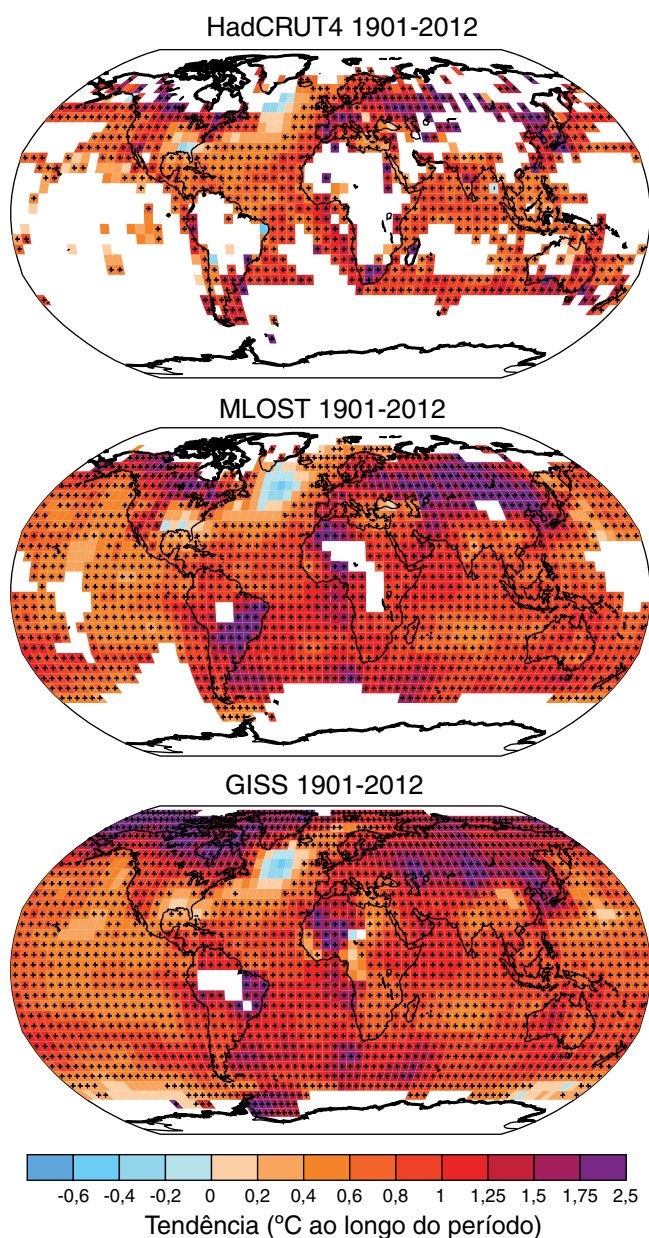 HadCRUT4 1901-2012
MLOST 1901-2012
GISS 1901-2012
-0,6 -0,4 -0,2 0 0,2 0,4 0,6 0,8 1 1,25 1,5 1,75 2,5
Tendência (ºC ao longo do período)